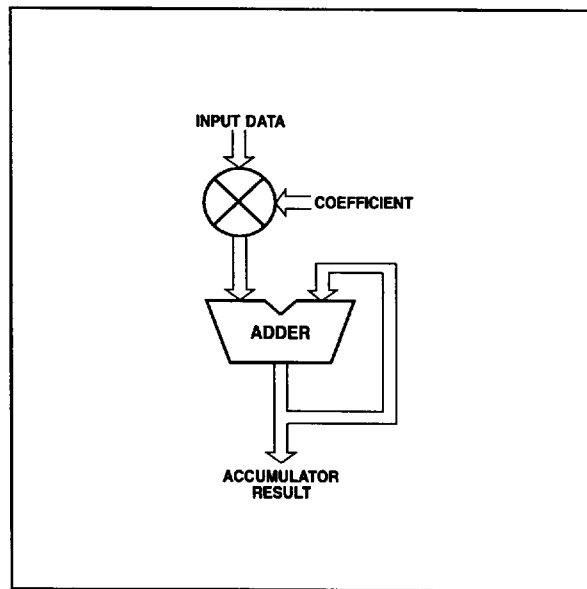 INPUT DATA
COEFFICIENT
ADDER
ACCUMULATOR
RESULT